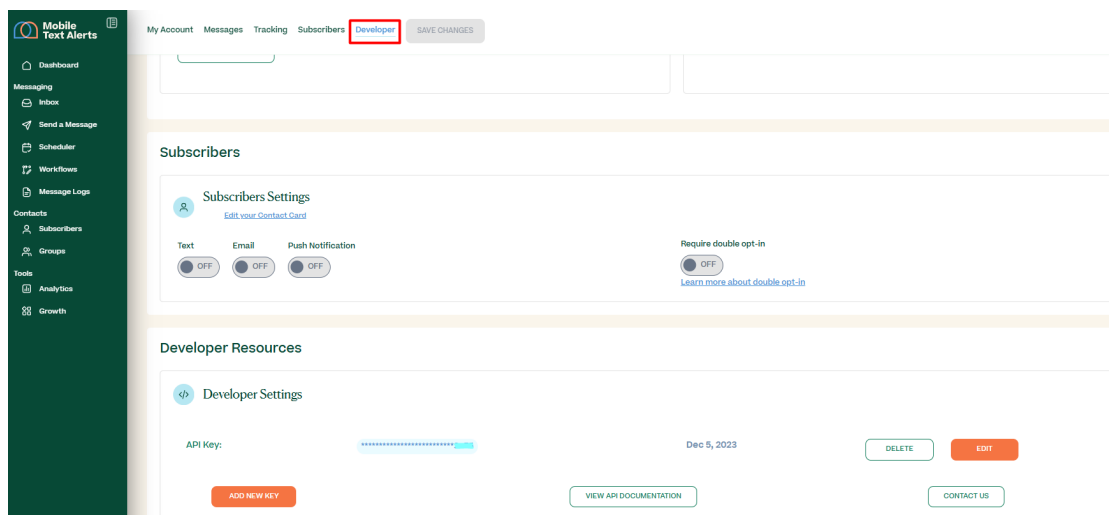 Mobile
Text Alerts
My Account Messages Tracking Subscribers Developer SAVE CHANGES
Dashboard
Messaging
Inbox
Send a Message
Scheduler
Workflows
Message Logs
Contacts
Subscribers
Groups
Tools
Analytics
Growth
Subscribers
Subscribers Settings
Edit your Contact Card
Text Email Push Notification Require double opt-in
OFF OFF OFF OFF
Learn more about double opt-in
Developer Resources
</> Developer Settings
API Key: Dec 5, 2023 DELETE EDIT
ADD NEW KEY VIEW API DOCUMENTATION CONTACT US